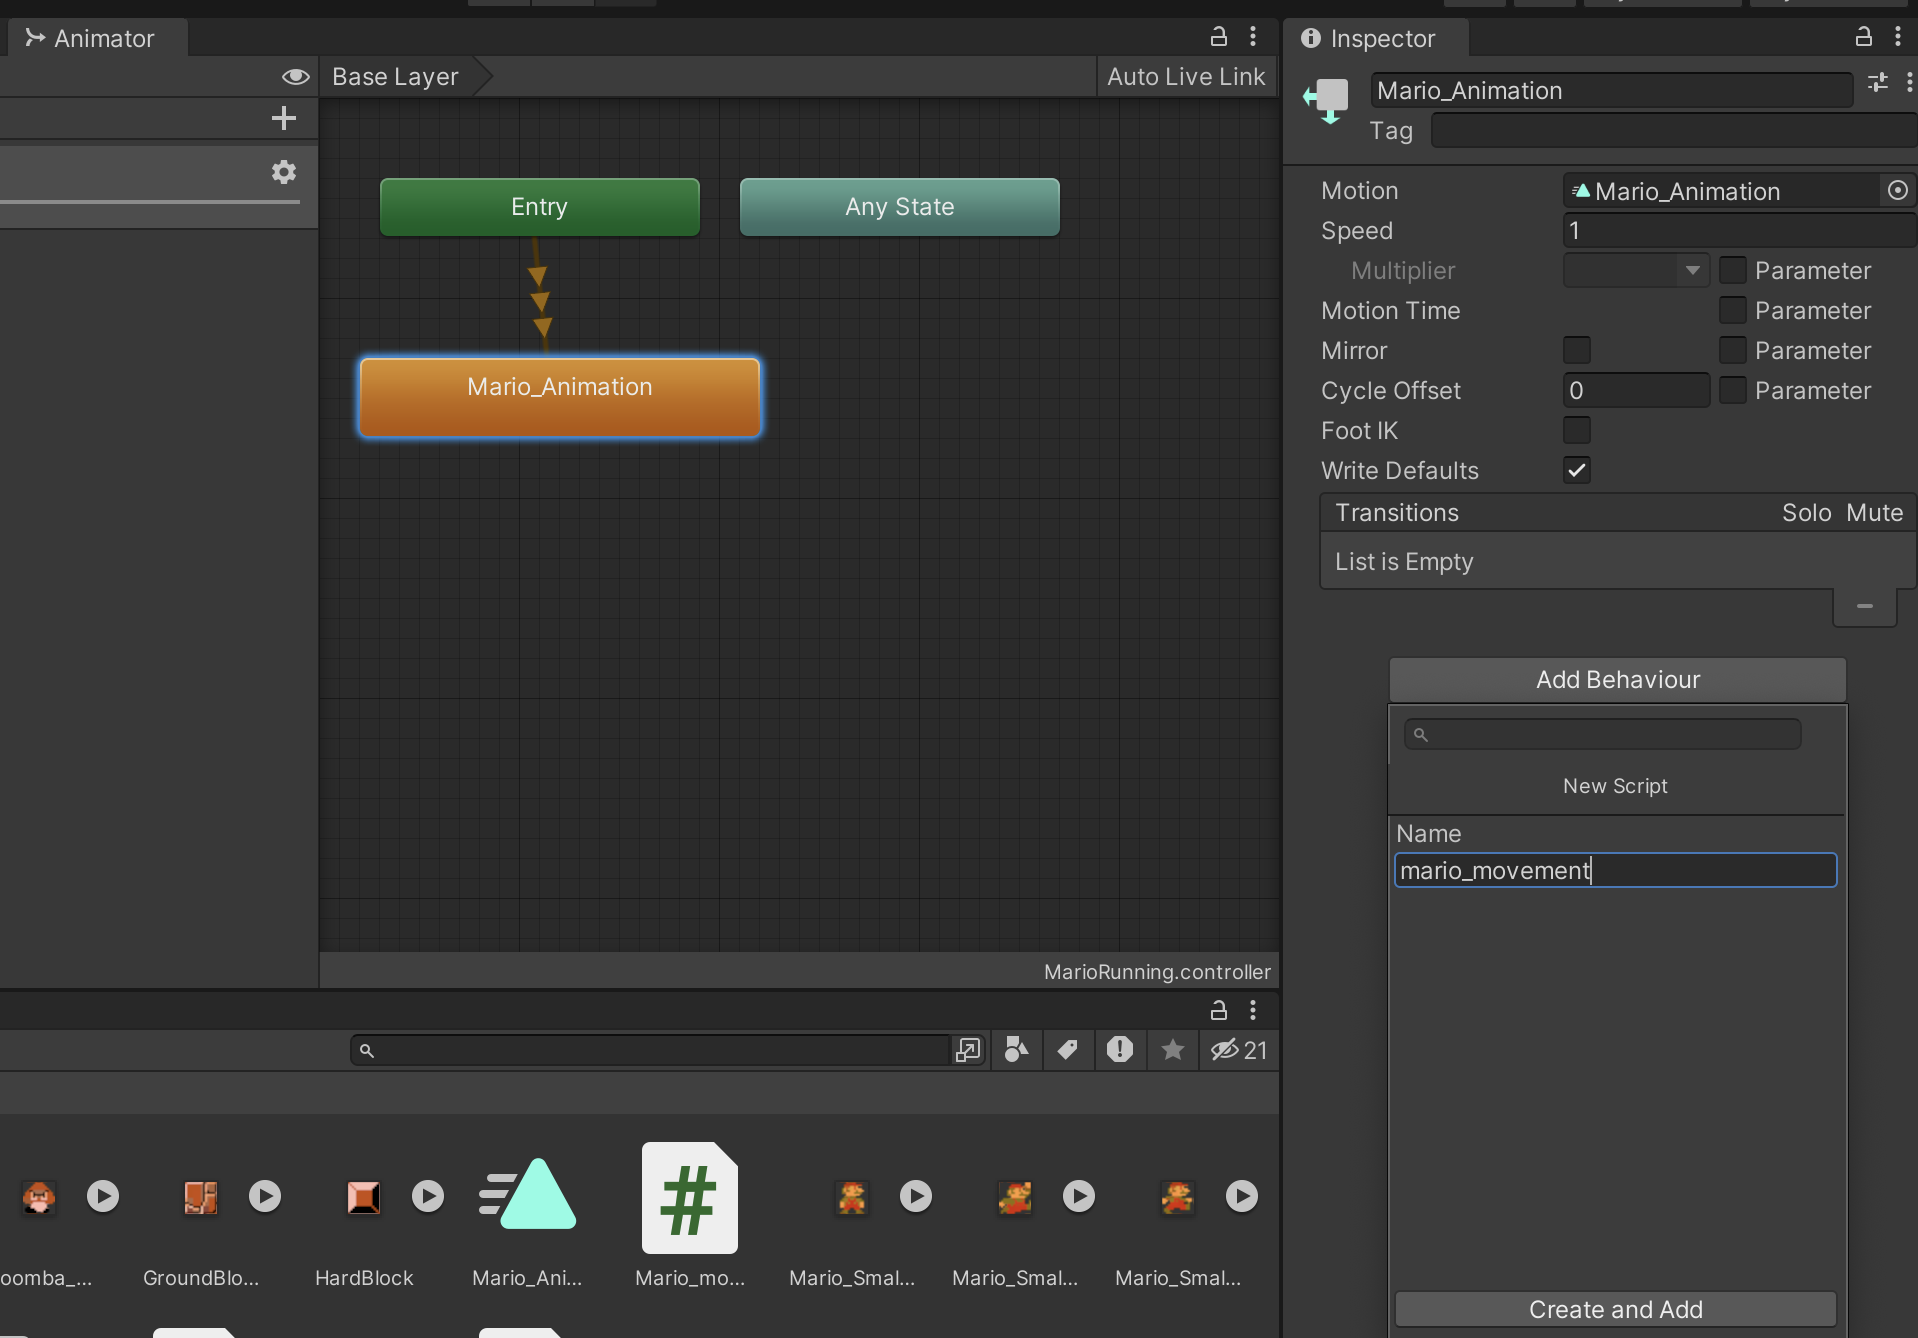 Animator
Base Layer
Auto Live Link
Entry
Any State
Mario_Animation
MarioRunning.controller
21
oomba_...
GroundBlo...
HardBlock
Mario_Ani...
Mario_mo...
Mario_Smal...
Mario_Smal...
Mario_Smal...
Inspector
Mario_Animation
Tag
Motion
Mario_Animation
Speed
1
Multiplier
Parameter
Motion Time
Parameter
Mirror
Parameter
Cycle Offset
0
Parameter
Foot IK
Write Defaults
Transitions
Solo
Mute
List is Empty
Add Behaviour
New Script
Name
mario_movement
Create and Add